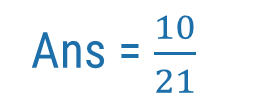 Ans = 10/21